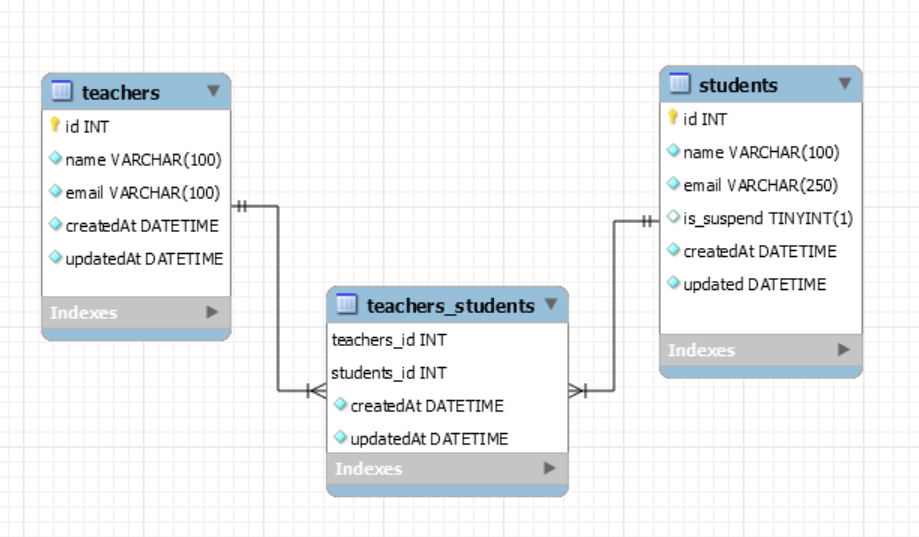 teachers
id INT
name VARCHAR(100)
email VARCHAR(100)
createdAt DATETIME
updatedAt DATETIME
Indexes
students
id INT
name VARCHAR(100)
email VARCHAR(250)
is_suspend TINYINT(1)
createdAt DATETIME
updated DATETIME
Indexes
teachers_students
teachers_id INT
students_id INT
createdAt DATETIME
updatedAt DATETIME
Indexes